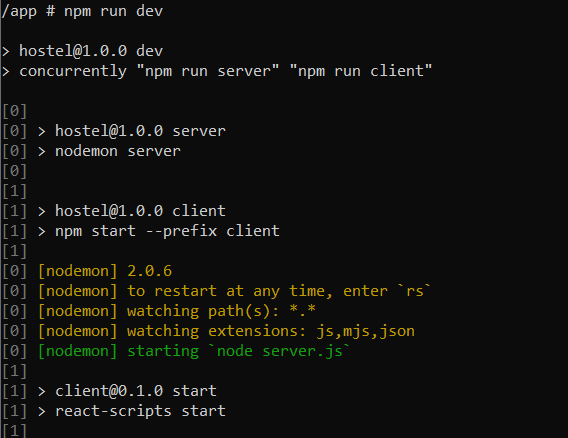 /app # npm run dev
> hostel@1.0.0 dev
> concurrently "npm run server" "npm run client"
[0]
[0] > hostel@1.0.0 server
[0] > nodemon server
[0]
[1]
[1] > hostel@1.0.0 client
[1] > npm start --prefix client
[1]
[0] [nodemon] 2.0.6
[0] [nodemon] to restart at any time, enter `rs`
[0] [nodemon] watching path(s): *.*
[0] [nodemon] watching extensions: js,mjs,json
[0] [nodemon] starting `node server.js`
[1]
[1] > client@0.1.0 start
[1] > react-scripts start
[1]